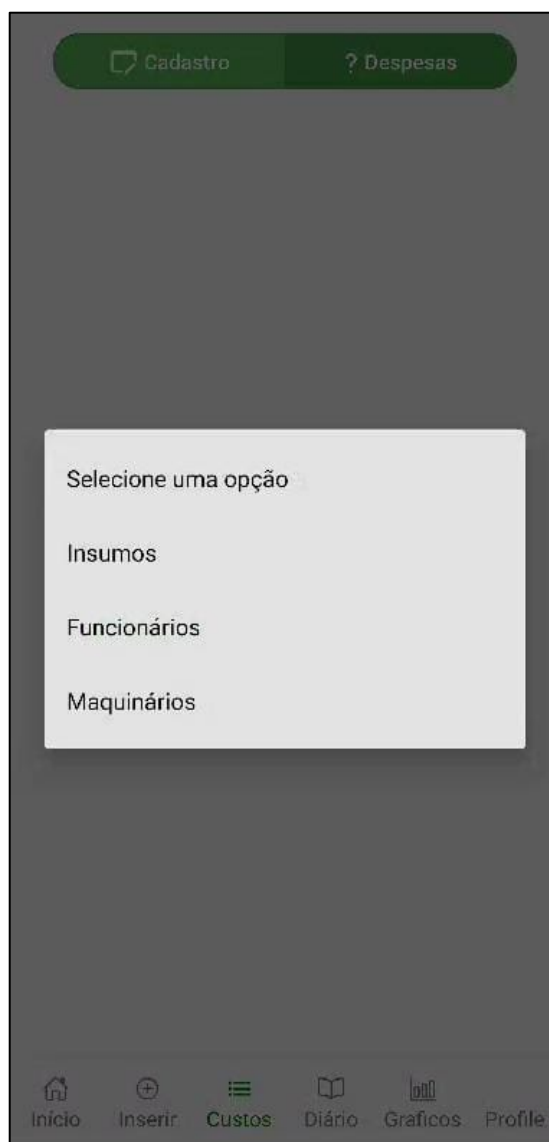 Cadastro
? Despesas
Selecione uma opção
Insumos
Funcionários
Maquinários
Início Inserir Custos Diário Graficos Profile